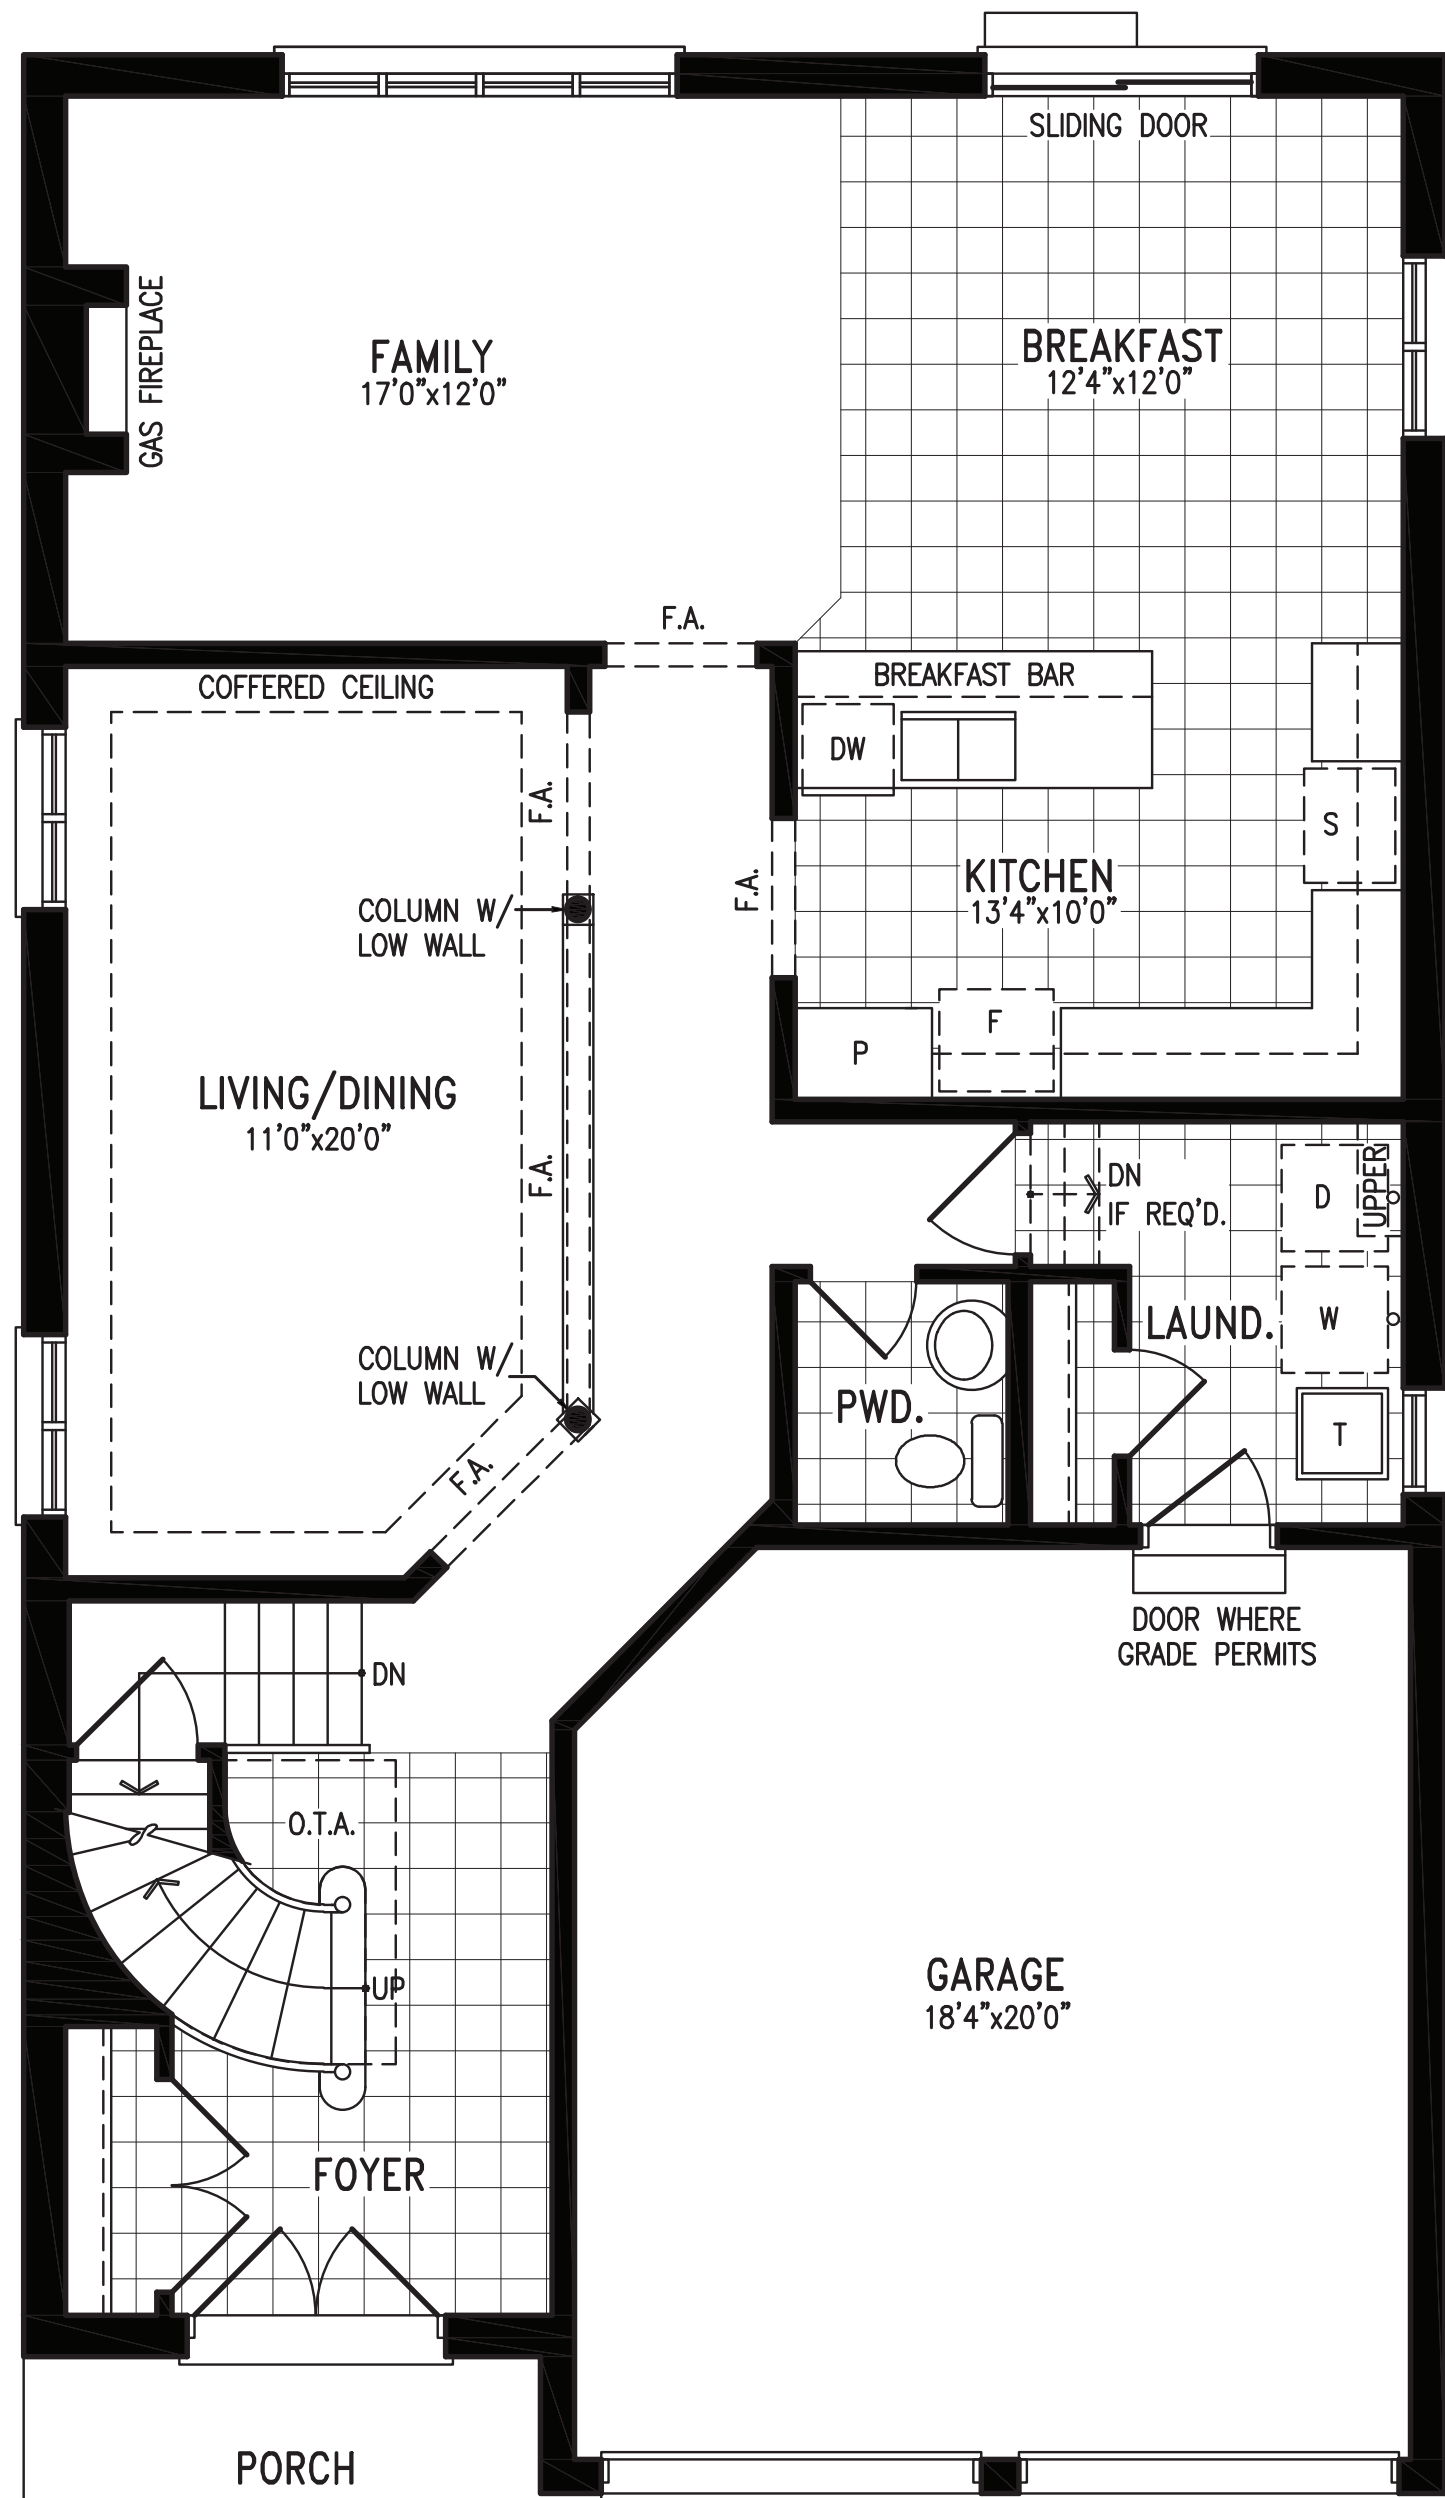 SLIDING DOOR
GAS FIREPLACE
FAMILY
17'0"x12'0"
BREAKFAST
12'4"x12'0"
F.A.
COFFERED CEILING
BREAKFAST BAR
DW
F.A.
S
COLUMN W/
LOW WALL
F.A.
KITCHEN
13'4"x10'0"
F
P
LIVING/DINING
11'0"x20'0"
F.A.
DN
IF REQ'D.
D
UPPER
LAUND.
W
COLUMN W/
LOW WALL
PWD.
T
F.A.
DOOR WHERE
GRADE PERMITS
DN
O.T.A.
UP
GARAGE
18'4"x20'0"
FOYER
PORCH